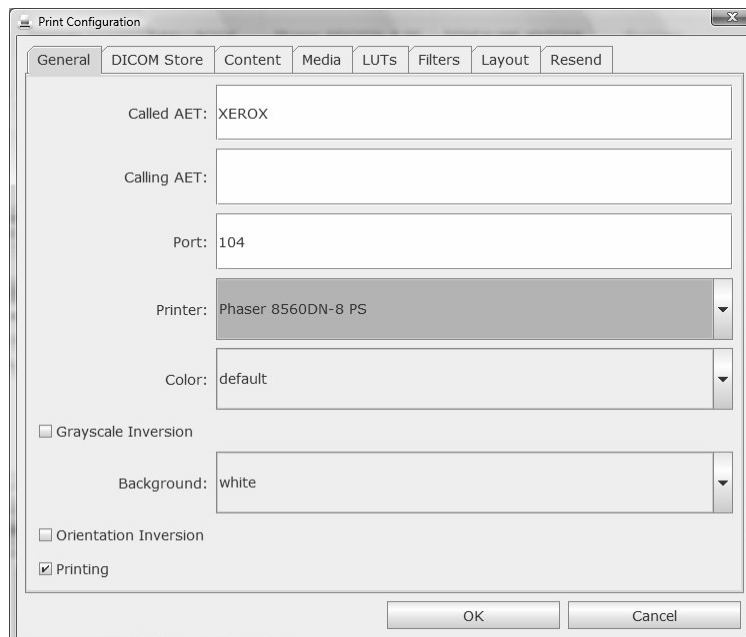 Print Configuration
General DICOM Store Content Media LUTs Filters Layout Resend
Called AET: XEROX
Calling AET:
Port: 104
Printer: Phaser 8560DN-8 PS
Color: default
Grayscale Inversion
Background: white
Orientation Inversion
Printing
OK Cancel